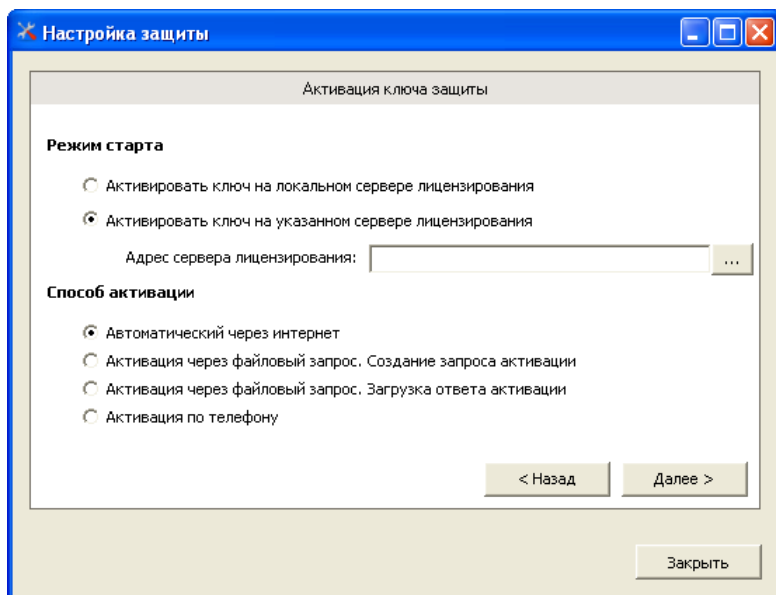 Настройка защиты
Активация ключа защиты
Режим старта
Активировать ключ на локальном сервере лицензирования
Активировать ключ на указанном сервере лицензирования
Адрес сервера лицензирования: ...
Способ активации
Автоматический через интернет
Активация через файловый запрос. Создание запроса активации
Активация через файловый запрос. Загрузка ответа активации
Активация по телефону
< Назад Далее >
Закрыть